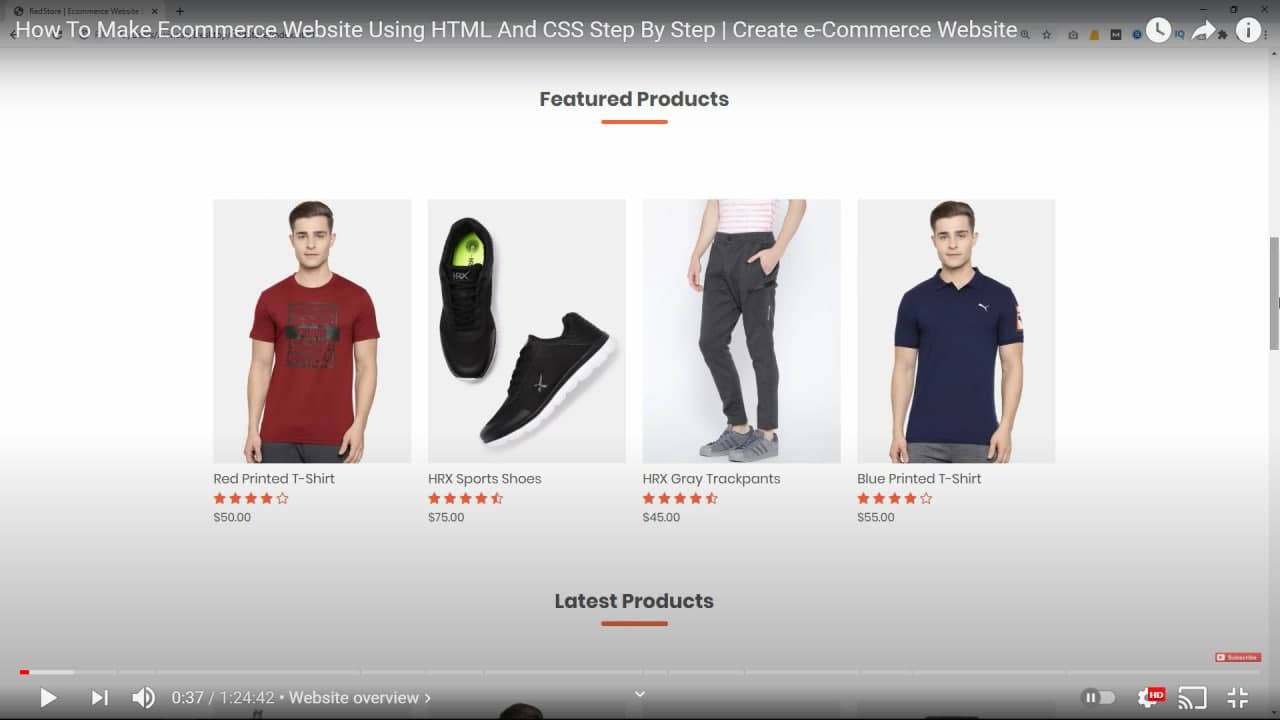 RedStore | Ecommerce Website
How To Make Ecommerce Website Using HTML And CSS Step By Step | Create e-Commerce Website
Featured Products
HRX
Red Printed T-Shirt
HRX Sports Shoes
HRX Gray Trackpants
Blue Printed T-Shirt
$50.00
$75.00
$45.00
$55.00
Latest Products
Subscribe
0:37 / 1:24:42 • Website overview
HD